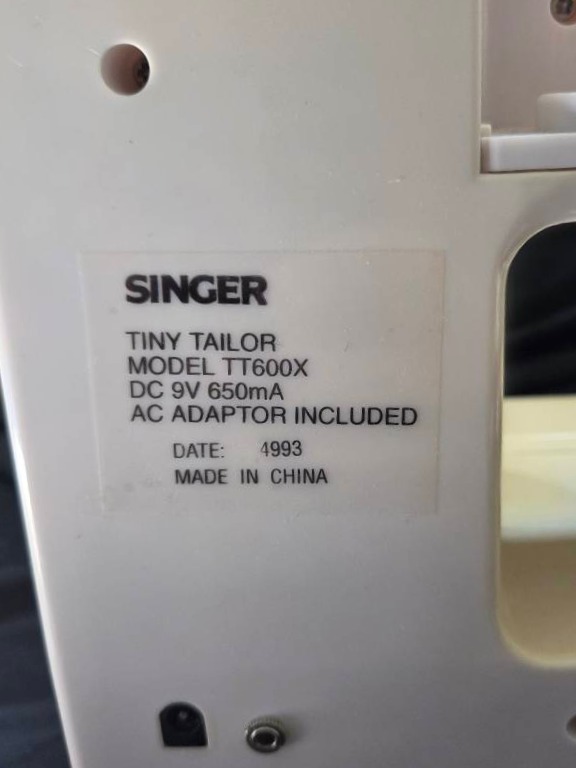 SINGER
TINY TAILOR
MODEL TT600X
DC 9V 650mA
AC ADAPTOR INCLUDED
DATE: 4993
MADE IN CHINA